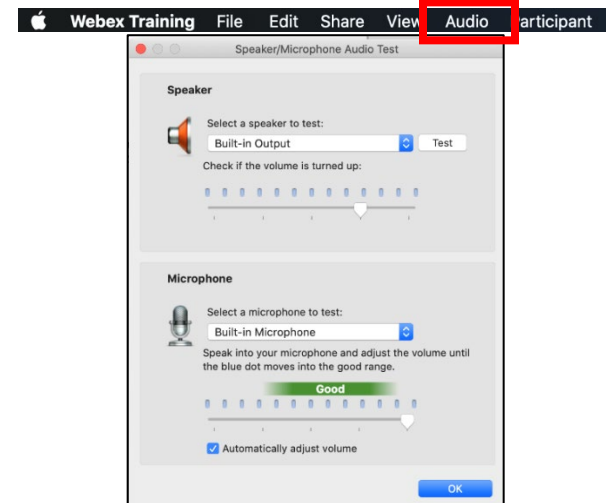 Webex Training File Edit Share View Audio Participant
Speaker/Microphone Audio Test
Speaker
Select a speaker to test:
Built-in Output Test
Check if the volume is turned up:
Microphone
Select a microphone to test:
Built-in Microphone
Speak into your microphone and adjust the volume until
the blue dot moves into the good range.
Good
Automatically adjust volume
OK